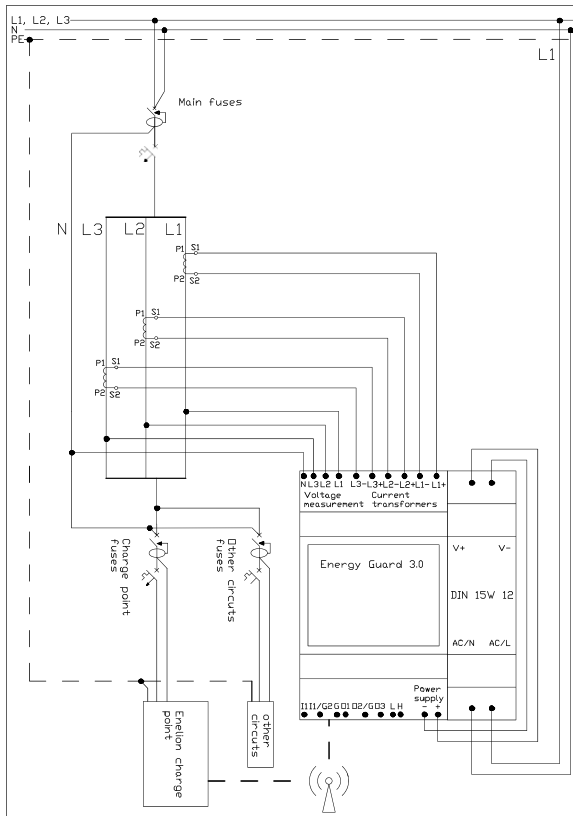 L1, L2, L3
N
PE
L1
Main fuses
N L3 L2 L1
P1 S1
P2 S2
P1 S1
P2 S2
P1 S1
P2 S2
N L3 L2 L1 L3- L3+ L2- L2+ L1- L1+
Voltage measurement
Current transformers
Energy Guard 3.0
V+ V-
DIN 15W 12
AC/N AC/L
Power supply
- +
I1 I1/G2 GO1 O2/GO3 L H
Charge point fuses
Other circuts fuses
Enelion charge point
other circuts